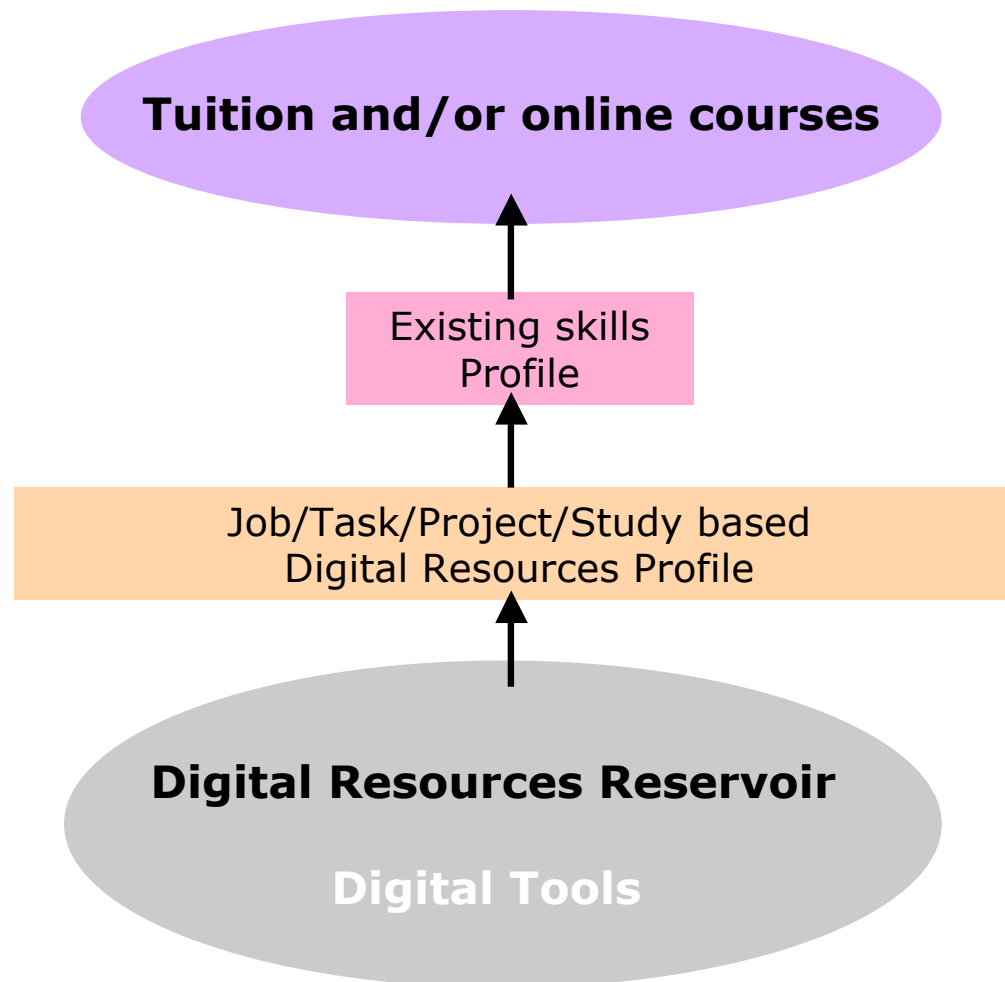 Tuition and/or online courses
Existing skills
Profile
Job/Task/Project/Study based
Digital Resources Profile
Digital Resources Reservoir
Digital Tools